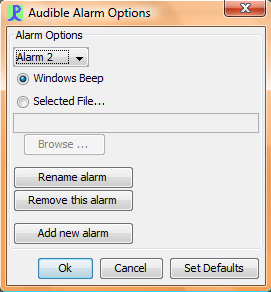 Audible Alarm Options
Alarm Options
Alarm 2
Windows Beep
Selected File...
Browse ...
Rename alarm
Remove this alarm
Add new alarm
Ok Cancel Set Defaults